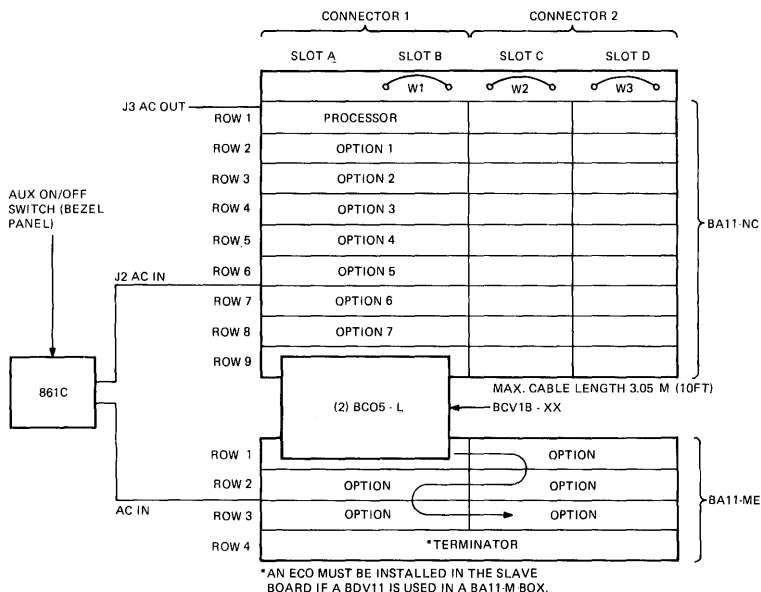 CONNECTOR 1 CONNECTOR 2
SLOT A SLOT B SLOT C SLOT D
W1 W2 W3
J3 AC OUT
ROW 1 PROCESSOR
ROW 2 OPTION 1
ROW 3 OPTION 2
AUX ON/OFF
SWITCH (BEZEL
PANEL)
ROW 4 OPTION 3
BA11-NC
ROW 5 OPTION 4
ROW 6 OPTION 5
J2 AC IN
ROW 7 OPTION 6
ROW 8 OPTION 7
ROW 9
861C
MAX. CABLE LENGTH 3.05 M (10FT)
(2) BC05 - L
BCV1B - XX
ROW 1 OPTION
ROW 2 OPTION OPTION
BA11-ME
AC IN
ROW 3 OPTION OPTION
ROW 4 *TERMINATOR
*AN ECO MUST BE INSTALLED IN THE SLAVE
BOARD IF A BDV11 IS USED IN A BA11-M BOX.